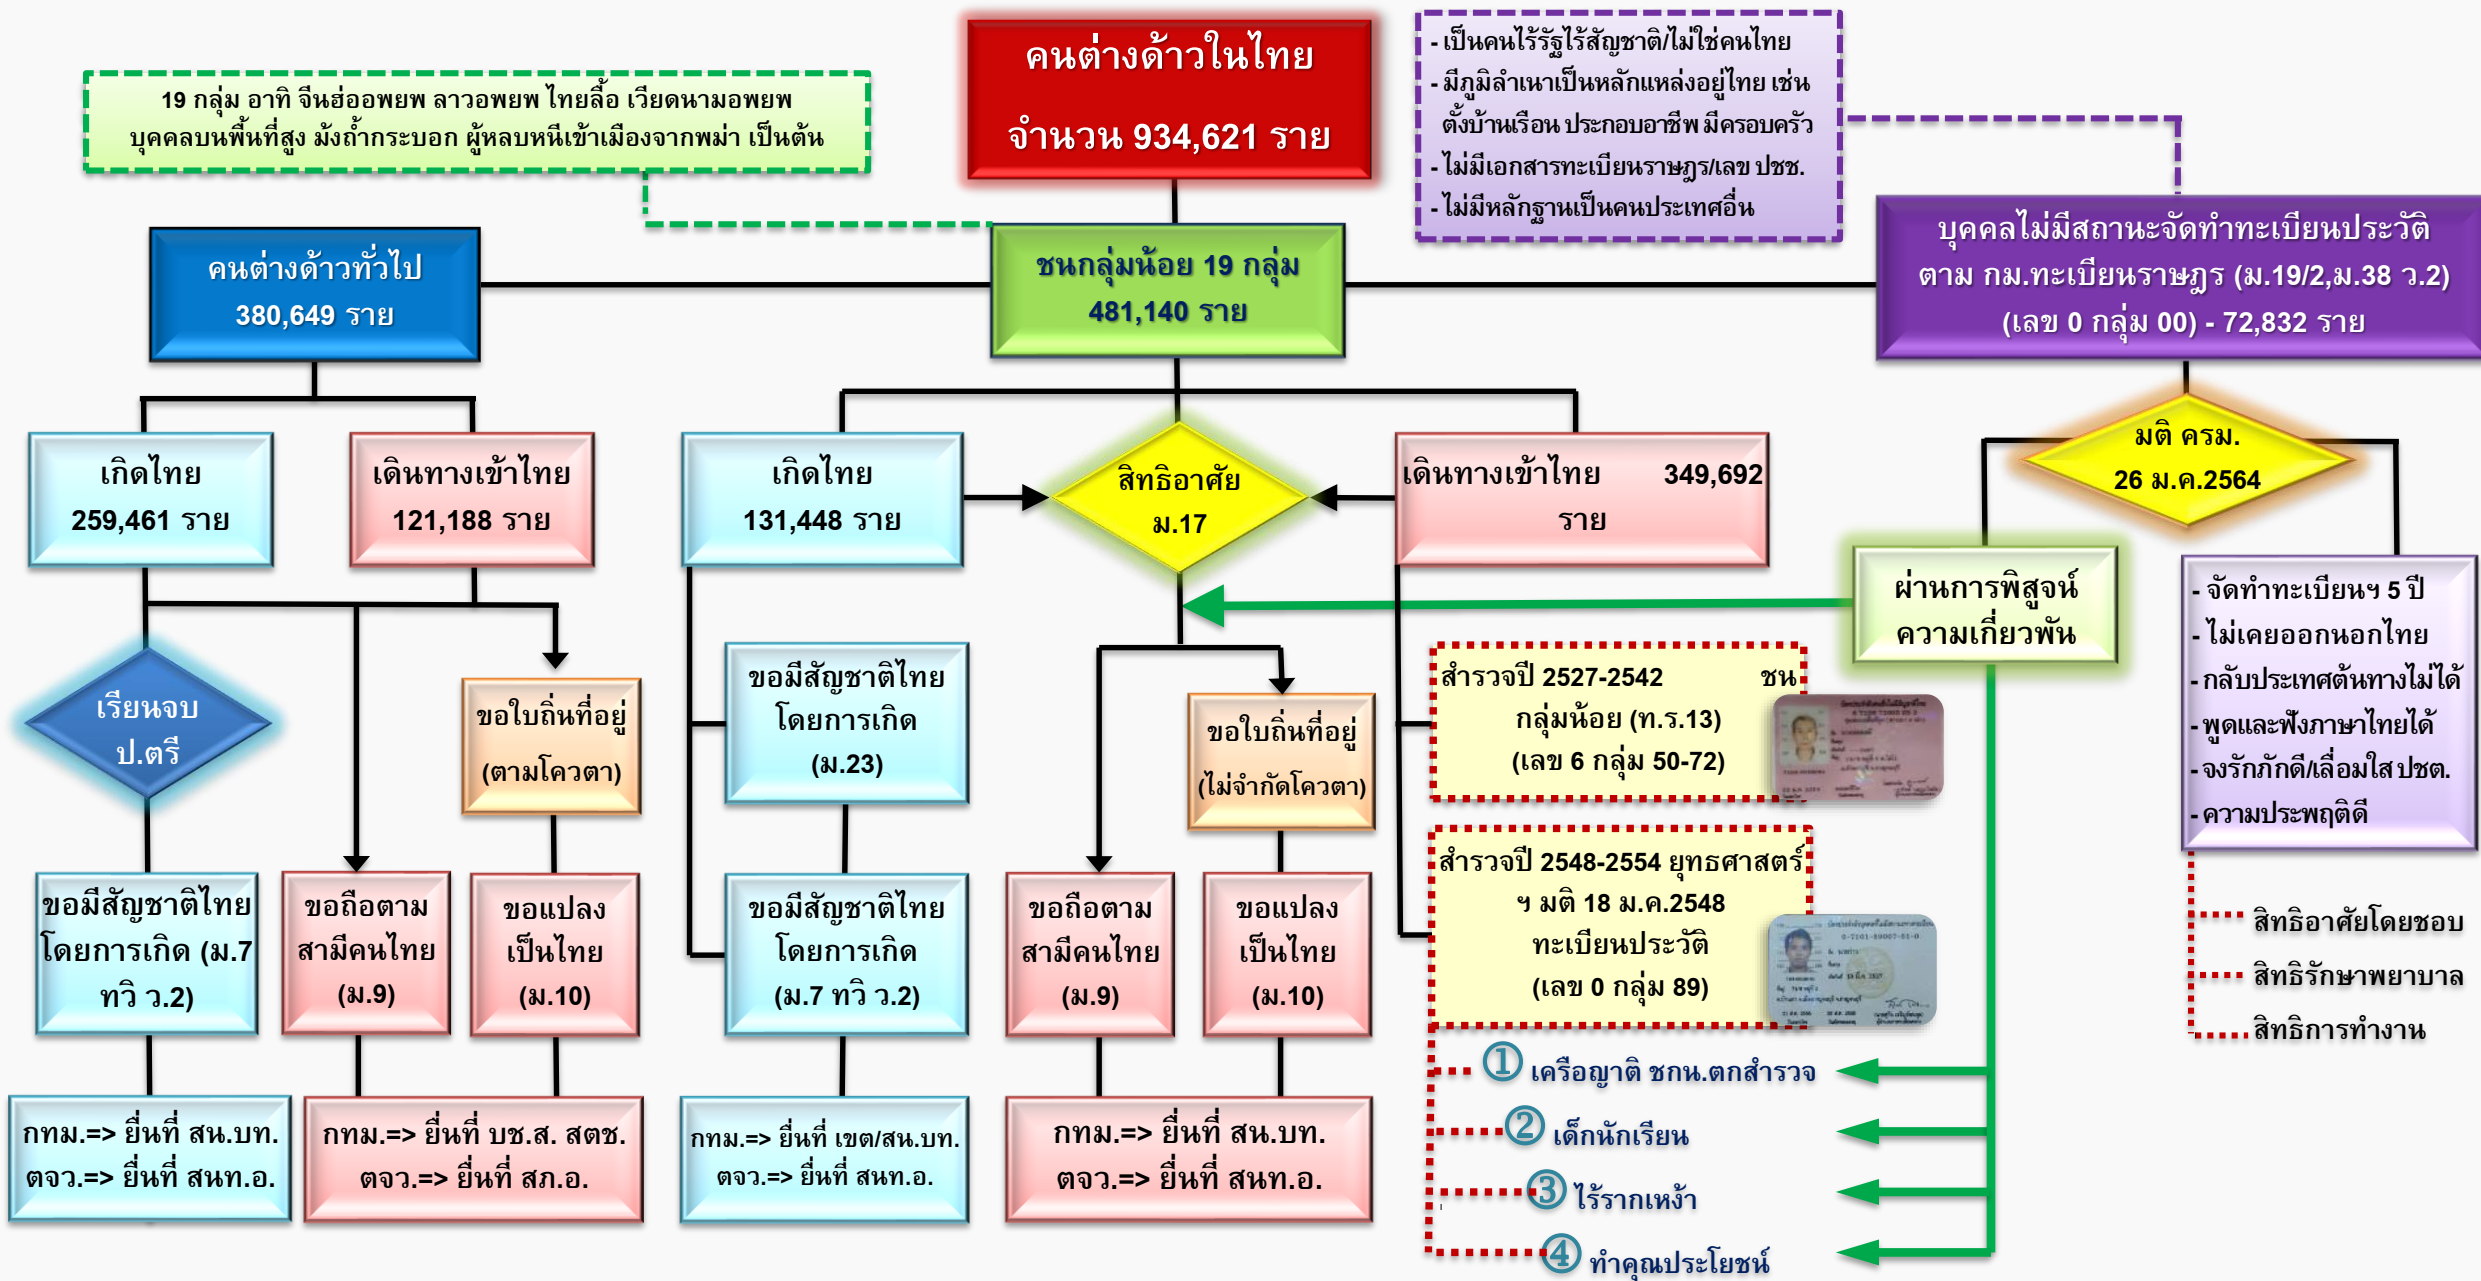 คนต่างด้าวในไทย
จำนวน 934,621 ราย
19 กลุ่ม อาทิ จีนฮ่ออพยพ ลาวอพยพ ไทยลื้อ เวียดนามอพยพ
บุคคลบนพื้นที่สูง ม้งถ้ำกระบอก ผู้หลบหนีเข้าเมืองจากพม่า เป็นต้น
- เป็นคนไร้รัฐไร้สัญชาติ/ไม่ใช่คนไทย
- มีภูมิลำเนาเป็นหลักแหล่งอยู่ไทย เช่น
ตั้งบ้านเรือน ประกอบอาชีพ มีครอบครัว
- ไม่มีเอกสารทะเบียนราษฎร/เลข ปชช.
- ไม่มีหลักฐานเป็นคนประเทศอื่น
คนต่างด้าวทั่วไป
380,649 ราย
ชนกลุ่มน้อย 19 กลุ่ม
481,140 ราย
บุคคลไม่มีสถานะจัดทำทะเบียนประวัติ
ตาม กม.ทะเบียนราษฎร (ม.19/2,ม.38 ว.2)
(เลข 0 กลุ่ม 00) - 72,832 ราย
เกิดไทย
259,461 ราย
เดินทางเข้าไทย
121,188 ราย
เกิดไทย
131,448 ราย
สิทธิอาศัย
ม.17
เดินทางเข้าไทย 349,692
ราย
มติ ครม.
26 ม.ค.2564
ผ่านการพิสูจน์
ความเกี่ยวพัน
- จัดทำทะเบียนฯ 5 ปี
- ไม่เคยออกนอกไทย
- กลับประเทศต้นทางไม่ได้
- พูดและฟังภาษาไทยได้
- จงรักภักดี/เลื่อมใส ปชต.
- ความประพฤติดี
เรียนจบ
ป.ตรี
ขอใบถิ่นที่อยู่
(ตามโควตา)
ขอมีสัญชาติไทย
โดยการเกิด
(ม.23)
ขอใบถิ่นที่อยู่
(ไม่จำกัดโควตา)
สำรวจปี 2527-2542 ชน
กลุ่มน้อย (ท.ร.13)
(เลข 6 กลุ่ม 50-72)
ขอมีสัญชาติไทย
โดยการเกิด (ม.7
ทวิ ว.2)
ขอถือตาม
สามีคนไทย
(ม.9)
ขอแปลง
เป็นไทย
(ม.10)
ขอมีสัญชาติไทย
โดยการเกิด
(ม.7 ทวิ ว.2)
ขอถือตาม
สามีคนไทย
(ม.9)
ขอแปลง
เป็นไทย
(ม.10)
สำรวจปี 2548-2554 ยุทธศาสตร์
ฯ มติ 18 ม.ค.2548
ทะเบียนประวัติ
(เลข 0 กลุ่ม 89)
สิทธิอาศัยโดยชอบ
สิทธิรักษาพยาบาล
สิทธิการทำงาน
① เครือญาติ ชกน.ตกสำรวจ
② เด็กนักเรียน
③ ไร้รากเหง้า
④ ทำคุณประโยชน์
กทม.=> ยื่นที่ สน.บท.
ตจว.=> ยื่นที่ สนท.อ.
กทม.=> ยื่นที่ บช.ส. สตช.
ตจว.=> ยื่นที่ สภ.อ.
กทม.=> ยื่นที่ เขต/สน.บท.
ตจว.=> ยื่นที่ สนท.อ.
กทม.=> ยื่นที่ สน.บท.
ตจว.=> ยื่นที่ สนท.อ.